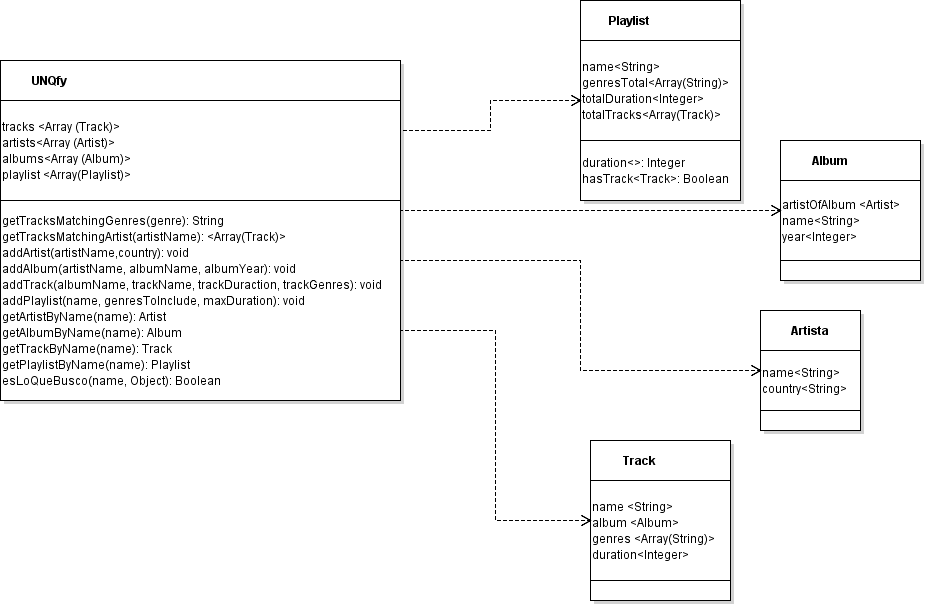 UNQfy
tracks <Array (Track)>
artists<Array (Artist)>
albums<Array (Album)>
playlist <Array(Playlist)>
getTracksMatchingGenres(genre): String
getTracksMatchingArtist(artistName): <Array(Track)>
addArtist(artistName,country): void
addAlbum(artistName, albumName, albumYear): void
addTrack(albumName, trackName, trackDuraction, trackGenres): void
addPlaylist(name, genresToInclude, maxDuration): void
getArtistByName(name): Artist
getAlbumByName(name): Album
getTrackByName(name): Track
getPlaylistByName(name): Playlist
esLoQueBusco(name, Object): Boolean
Playlist
name<String>
genresTotal<Array(String)>
totalDuration<Integer>
totalTracks<Array(Track)>
duration<>: Integer
hasTrack<Track>: Boolean
Album
artistOfAlbum <Artist>
name<String>
year<Integer>
Artista
name<String>
country<String>
Track
name <String>
album <Album>
genres <Array(String)>
duration<Integer>